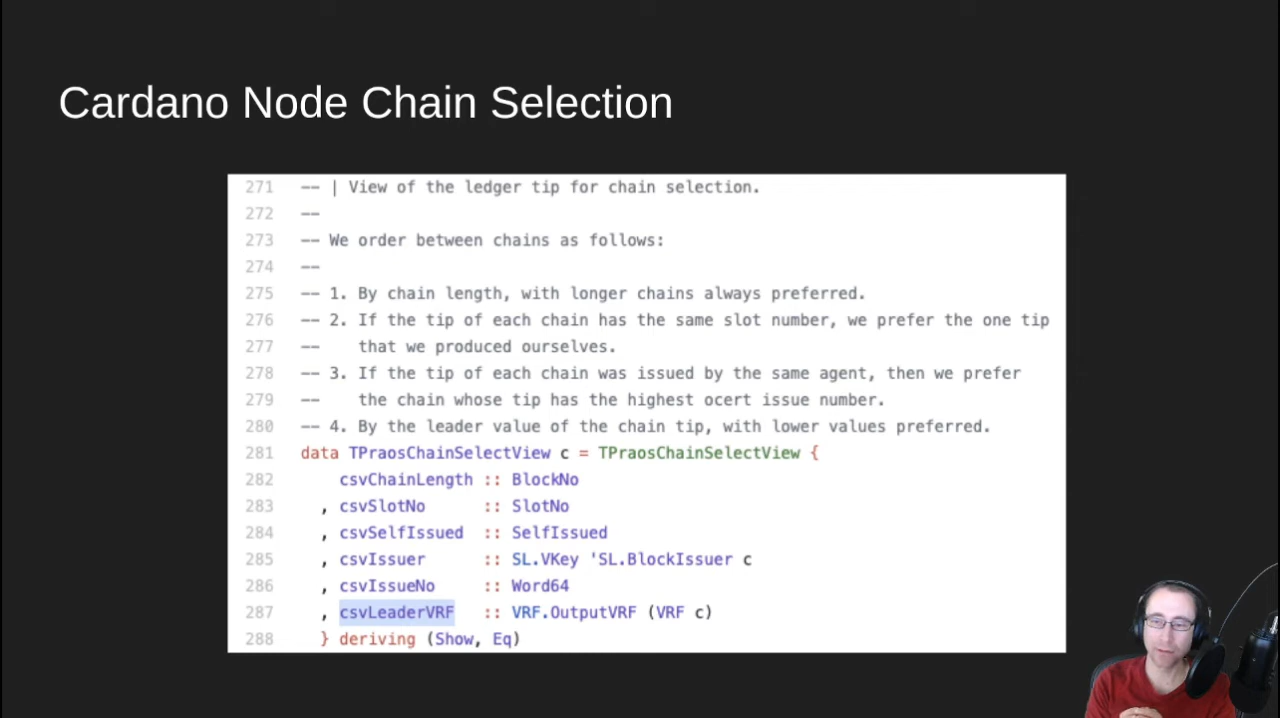 Cardano Node Chain Selection
271 -- | View of the ledger tip for chain selection.
272 --
273 -- We order between chains as follows:
274 --
275 -- 1. By chain length, with longer chains always preferred.
276 -- 2. If the tip of each chain has the same slot number, we prefer the one tip
277 --    that we produced ourselves.
278 -- 3. If the tip of each chain was issued by the same agent, then we prefer
279 --    the chain whose tip has the highest ocert issue number.
280 -- 4. By the leader value of the chain tip, with lower values preferred.
281 data TPraosChainSelectView c = TPraosChainSelectView {
282     csvChainLength :: BlockNo
283   , csvSlotNo      :: SlotNo
284   , csvSelfIssued  :: SelfIssued
285   , csvIssuer      :: SL.VKey 'SL.BlockIssuer c
286   , csvIssueNo     :: Word64
287   , csvLeaderVRF   :: VRF.OutputVRF (VRF c)
288   } deriving (Show, Eq)